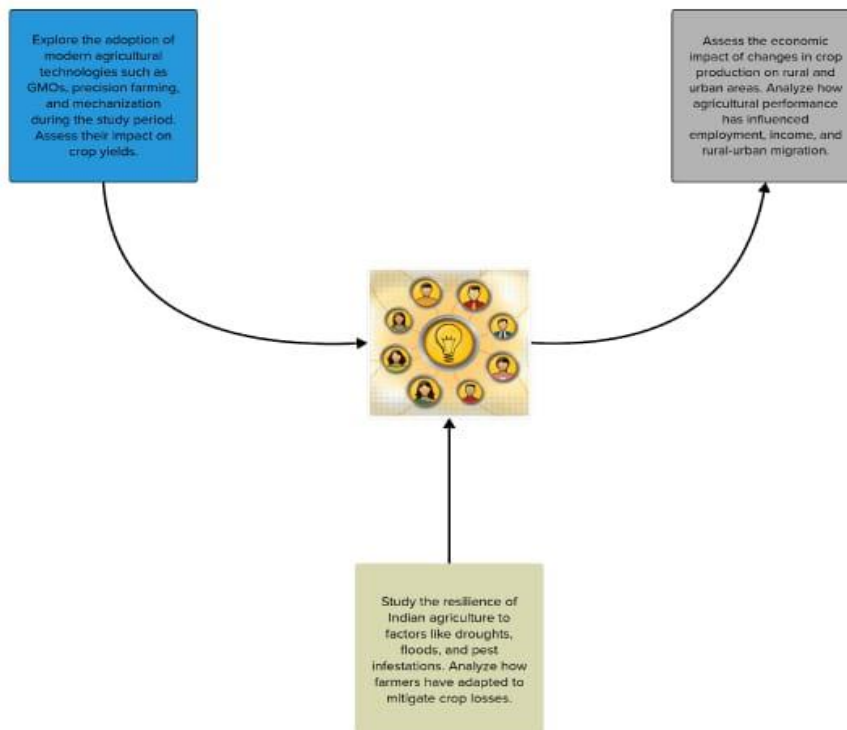 Explore the adoption of
modern agricultural
technologies such as
GMOs, precision farming,
and mechanization
during the study period.
Assess their impact on
crop yields.
Assess the economic
impact of changes in crop
production on rural and
urban areas. Analyze how
agricultural performance
has influenced
employment, income, and
rural-urban migration.
Study the resilience of
Indian agriculture to
factors like droughts,
floods, and pest
infestations. Analyze how
farmers have adapted to
mitigate crop losses.